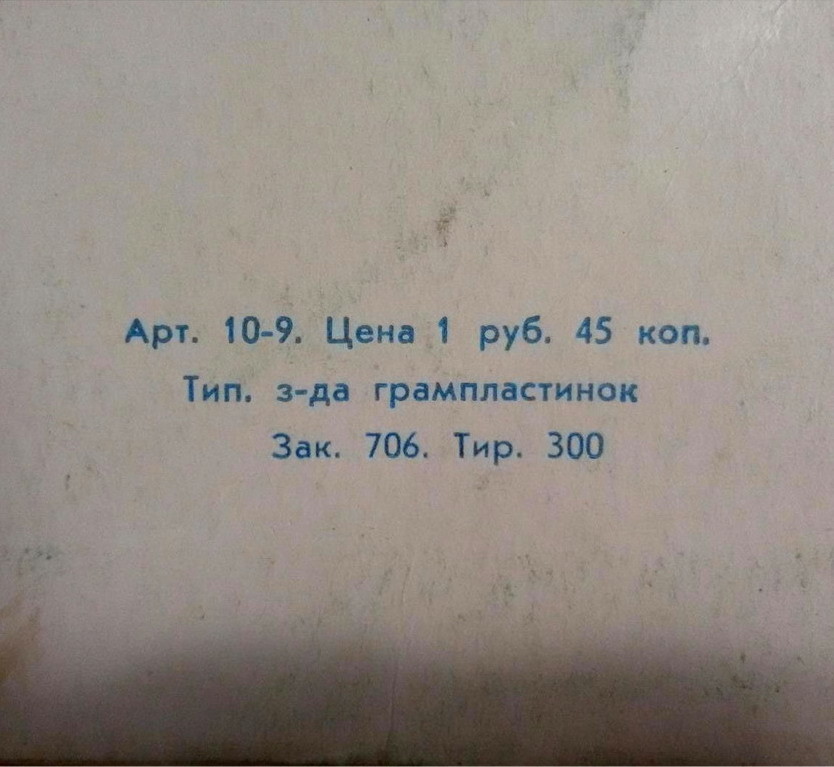 Арт. 10-9. Цена 1 руб. 45 коп.
Тип. з-да грампластинок
Зак. 706. Тир. 300